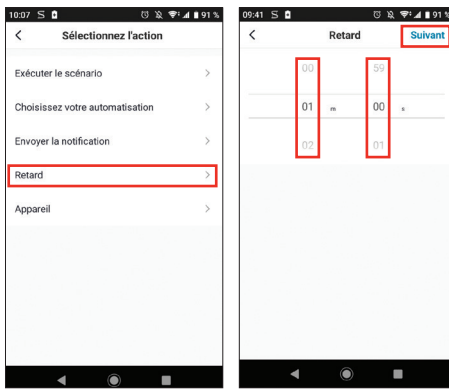 10:07 S 91 %
Sélectionnez l'action
Exécuter le scénario
Choisissez votre automatisation
Envoyer la notification
Retard
Appareil
09:41 S 91 %
Retard Suivant
00 59
01 m 00 s
02 01